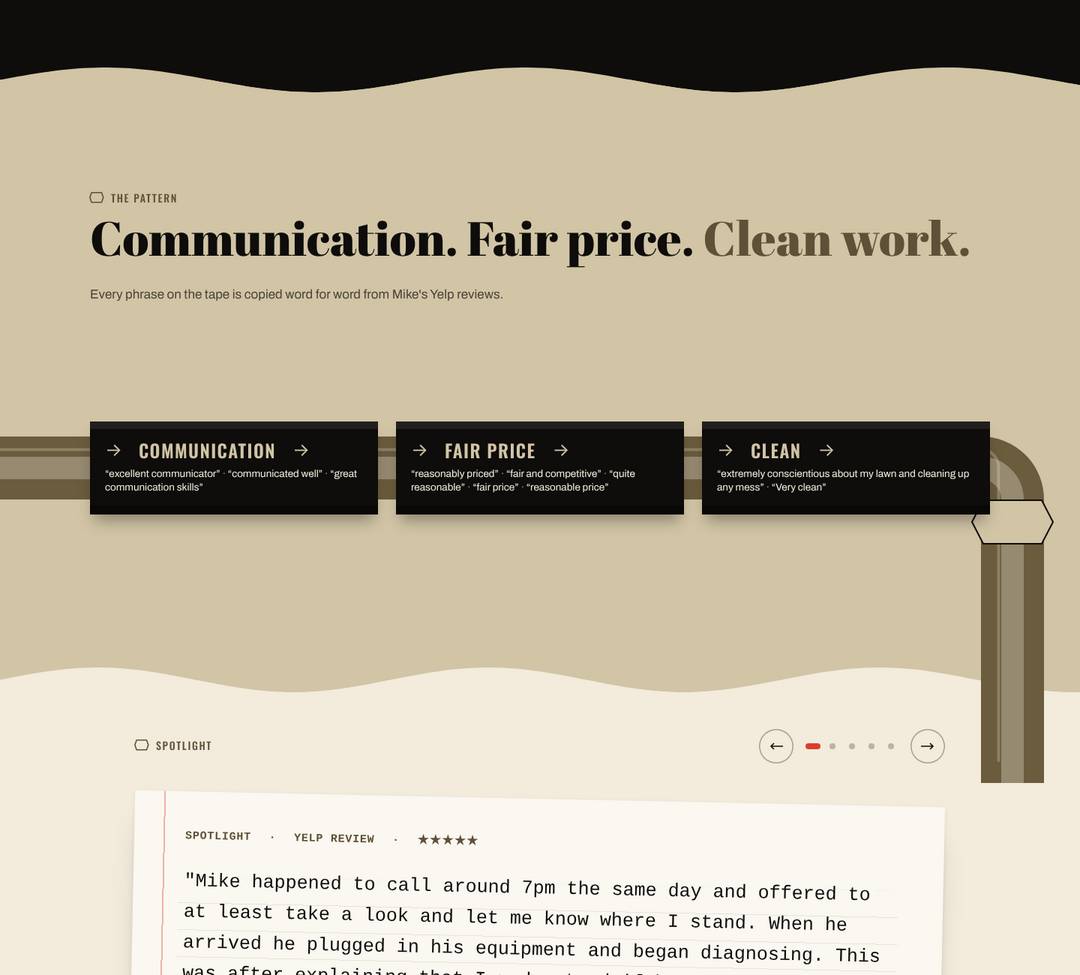 THE PATTERN
Communication. Fair price. Clean work.
Every phrase on the tape is copied word for word from Mike's Yelp reviews.
→ COMMUNICATION →
“excellent communicator” · “communicated well” · “great
communication skills”
→ FAIR PRICE →
“reasonably priced” · “fair and competitive” · “quite
reasonable” · “fair price” · “reasonable price”
→ CLEAN →
“extremely conscientious about my lawn and cleaning up
any mess” · “Very clean”
SPOTLIGHT
SPOTLIGHT · YELP REVIEW · ★★★★★
"Mike happened to call around 7pm the same day and offered to
at least take a look and let me know where I stand. When he
arrived he plugged in his equipment and began diagnosing. This
was after explaining that I